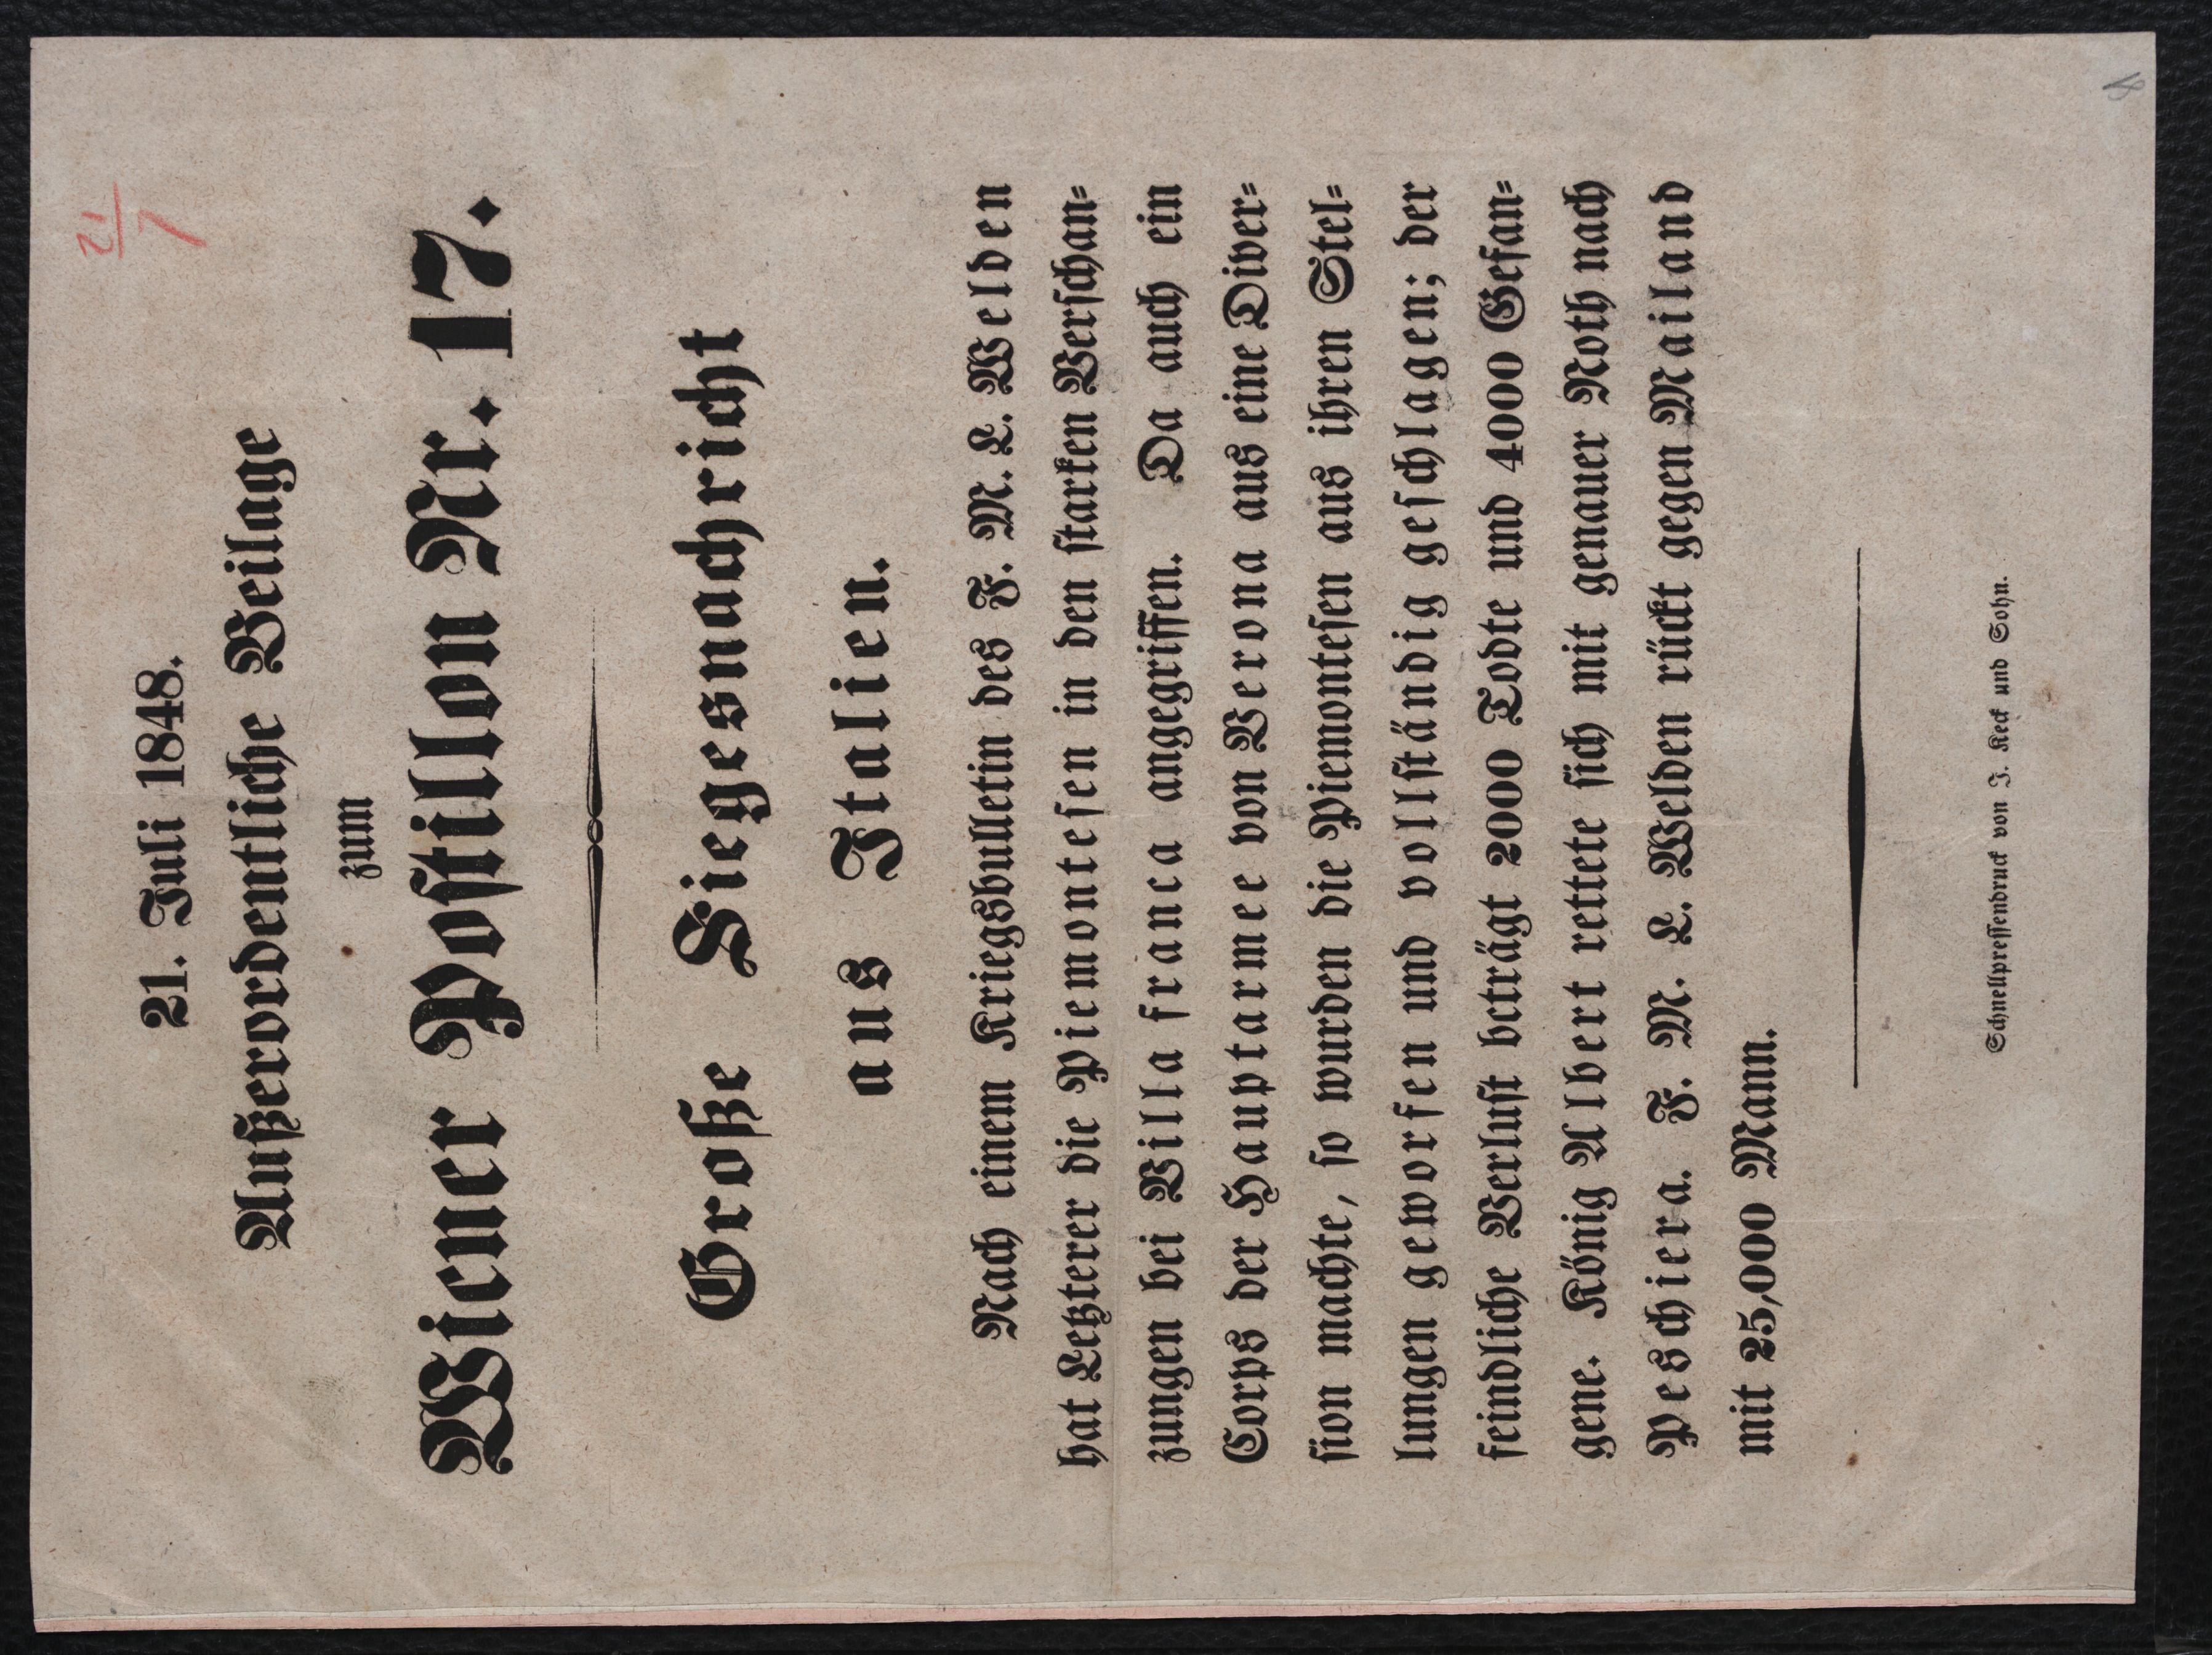 21/7
21. Juli 1848.
Außerordentliche Beilage
zum
Wiener Postillon Nr. 17.
Große Siegesnachricht
aus Italien.
Nach einem Kriegsbulletin des F. M. L. Welden
hat Letzterer die Piemontesen in den starken Verschan=
zungen bei Villa franca angegriffen. Da auch ein
Corps der Hauptarmee von Verona aus eine Diver=
sion machte, so wurden die Piemontesen aus ihren Stel=
lungen geworfen und vollständig geschlagen; der
feindliche Verlust beträgt 2000 Todte und 4000 Gefan=
gene. König Albert rettete sich mit genauer Noth nach
Peschiera. F. M. L. Welden rückt gegen Mailand
mit 25,000 Mann.
Schnellpressendruck von J. Keck und Sohn.